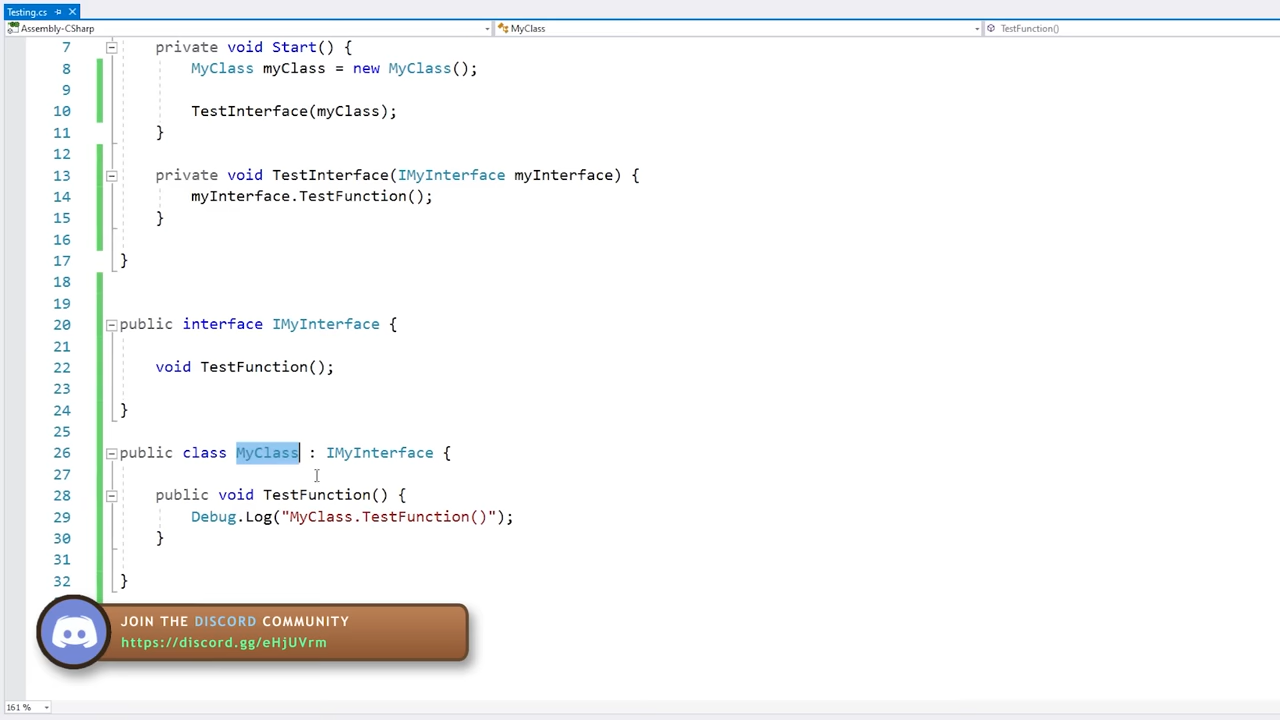 Testing.cs
Assembly-CSharp MyClass TestFunction()
7 private void Start() {
8 MyClass myClass = new MyClass();
9
10 TestInterface(myClass);
11 }
12
13 private void TestInterface(IMyInterface myInterface) {
14 myInterface.TestFunction();
15 }
16
17 }
18
19
20 public interface IMyInterface {
21
22 void TestFunction();
23
24 }
25
26 public class MyClass : IMyInterface {
27
28 public void TestFunction() {
29 Debug.Log("MyClass.TestFunction()");
30 }
31
32 }
JOIN THE DISCORD COMMUNITY
https://discord.gg/eHjUVrm
161 %